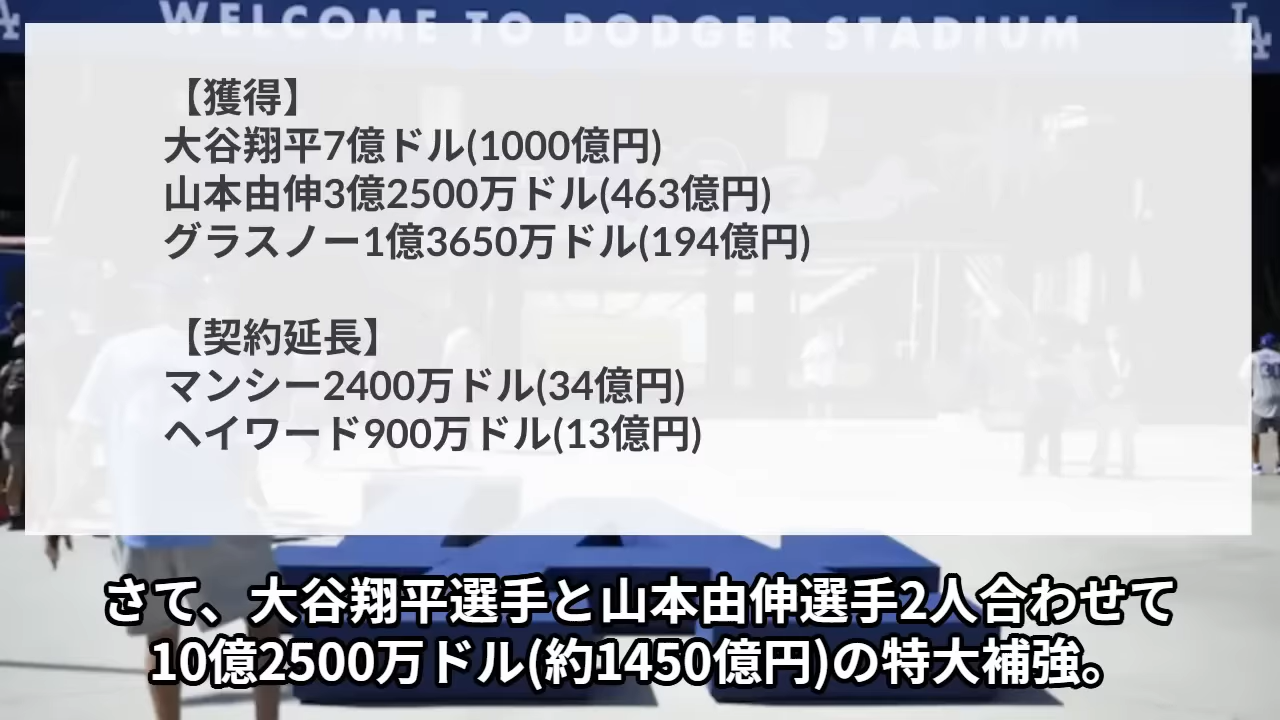 WELCOME TO DODGER STADIUM
【獲得】
大谷翔平7億ドル(1000億円)
山本由伸3億2500万ドル(463億円)
グラスノー1億3650万ドル(194億円)
【契約延長】
マンシー2400万ドル(34億円)
ヘイワード900万ドル(13億円)
さて、大谷翔平選手と山本由伸選手2人合わせて
10億2500万ドル(約1450億円)の特大補強。